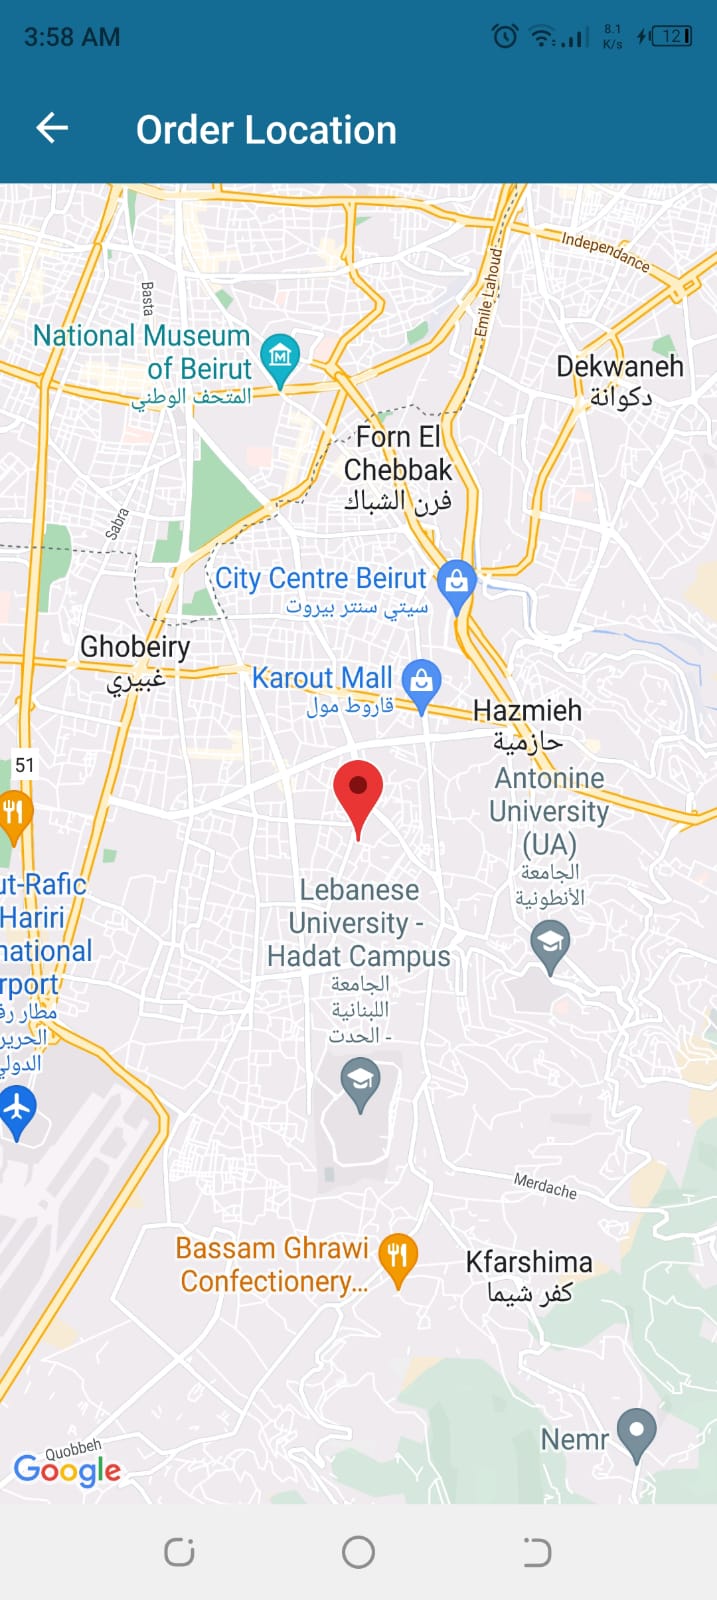 3:58 AM
8.1
K/s
12
Order Location
Independance
Emile Lahoud
Basta
National Museum
of Beirut
المتحف الوطني
Dekwaneh
دكوانة
Forn El
Chebbak
فرن الشباك
Sabra
City Centre Beirut
سيتي سنتر بيروت
Ghobeiry
غبيري
Karout Mall
قاروط مول
Hazmieh
حازمية
51
Antonine
University
(UA)
الجامعة
الأنطونية
ut-Rafic
Hariri
national
rport
مطار رف
الحرير
الدولي
Lebanese
University -
Hadat Campus
الجامعة
اللبنانية
- الحدت
Merdache
Bassam Ghrawi
Confectionery...
Kfarshima
كفر شيما
Nemr
Quobbeh
Google